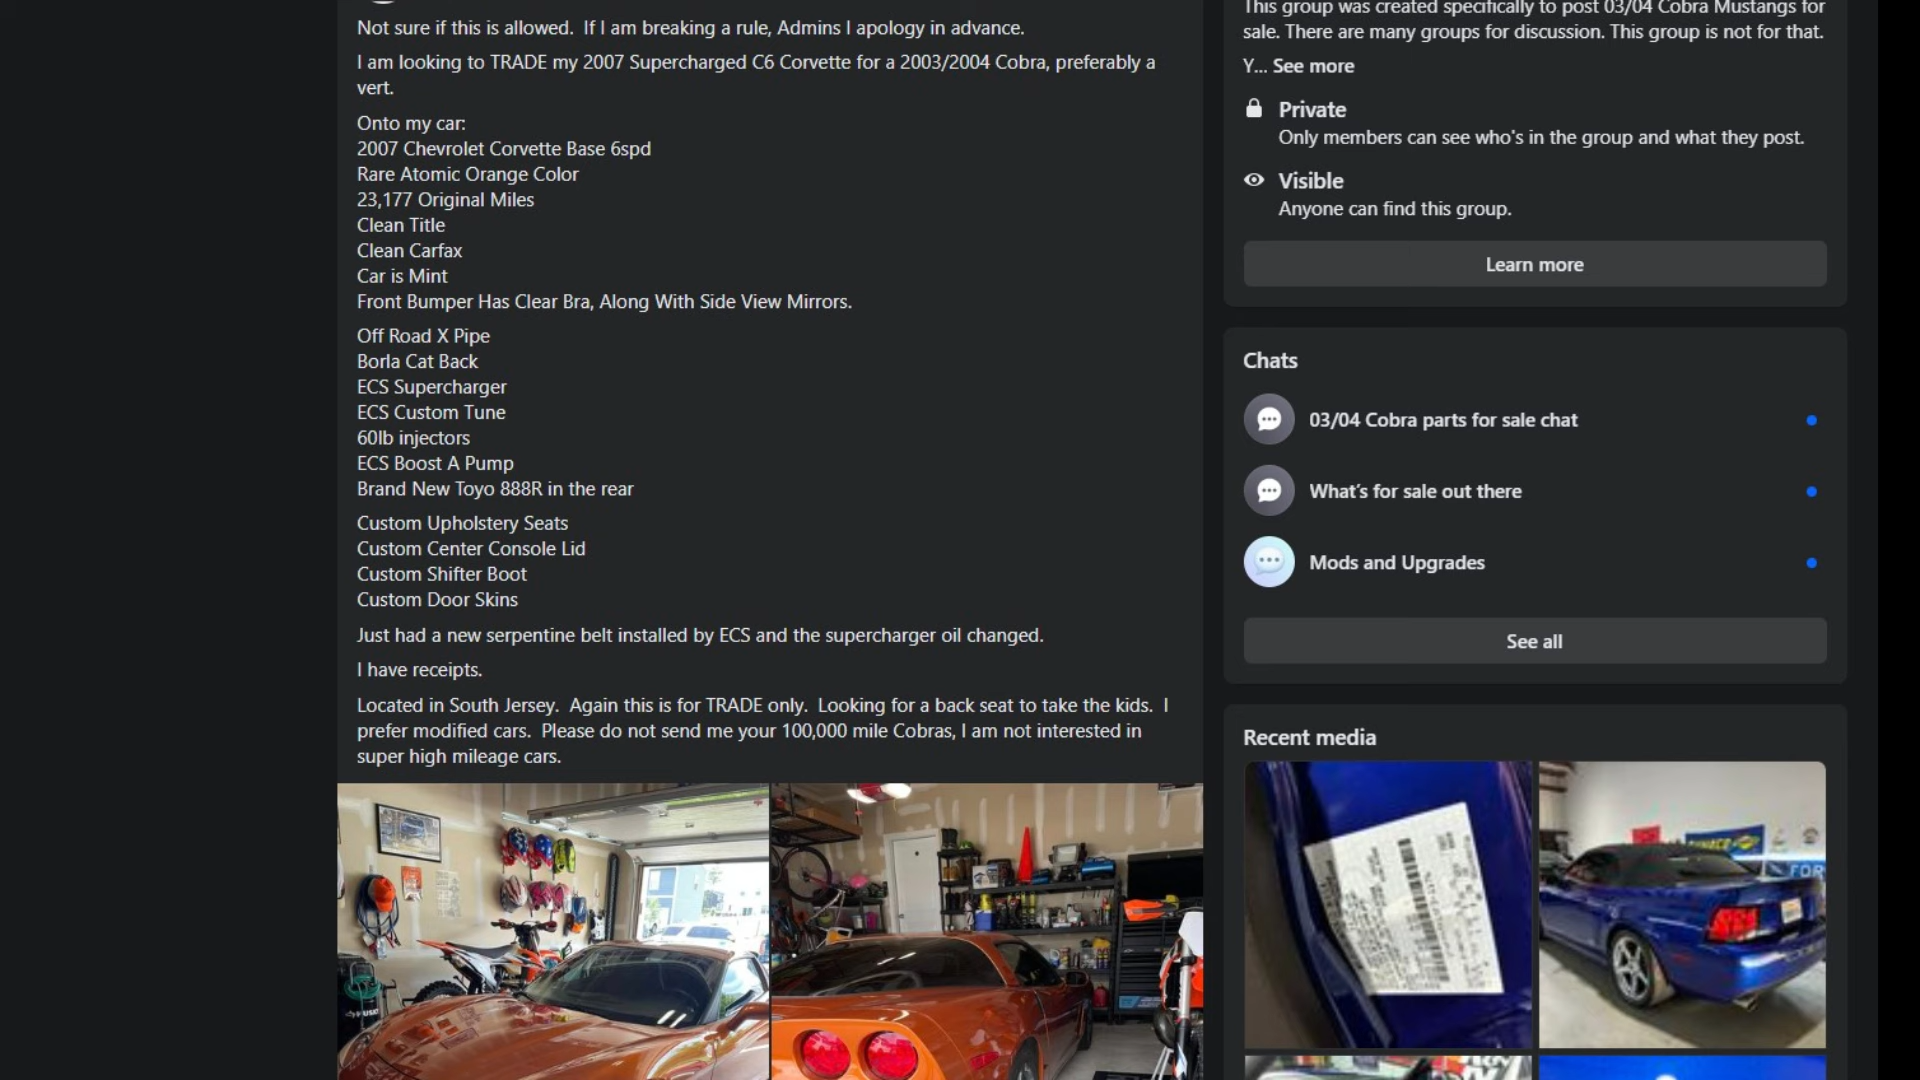 Not sure if this is allowed.  If I am breaking a rule, Admins I apology in advance.
I am looking to TRADE my 2007 Supercharged C6 Corvette for a 2003/2004 Cobra, preferably a
vert.
Onto my car:
2007 Chevrolet Corvette Base 6spd
Rare Atomic Orange Color
23,177 Original Miles
Clean Title
Clean Carfax
Car is Mint
Front Bumper Has Clear Bra, Along With Side View Mirrors.
Off Road X Pipe
Borla Cat Back
ECS Supercharger
ECS Custom Tune
60lb injectors
ECS Boost A Pump
Brand New Toyo 888R in the rear
Custom Upholstery Seats
Custom Center Console Lid
Custom Shifter Boot
Custom Door Skins
Just had a new serpentine belt installed by ECS and the supercharger oil changed.
I have receipts.
Located in South Jersey.  Again this is for TRADE only.  Looking for a back seat to take the kids.  I
prefer modified cars.  Please do not send me your 100,000 mile Cobras, I am not interested in
super high mileage cars.
This group was created specifically to post 03/04 Cobra Mustangs for
sale. There are many groups for discussion. This group is not for that.
Y... See more
Private
Only members can see who's in the group and what they post.
Visible
Anyone can find this group.
Learn more
Chats
03/04 Cobra parts for sale chat
What's for sale out there
Mods and Upgrades
See all
Recent media
FOR